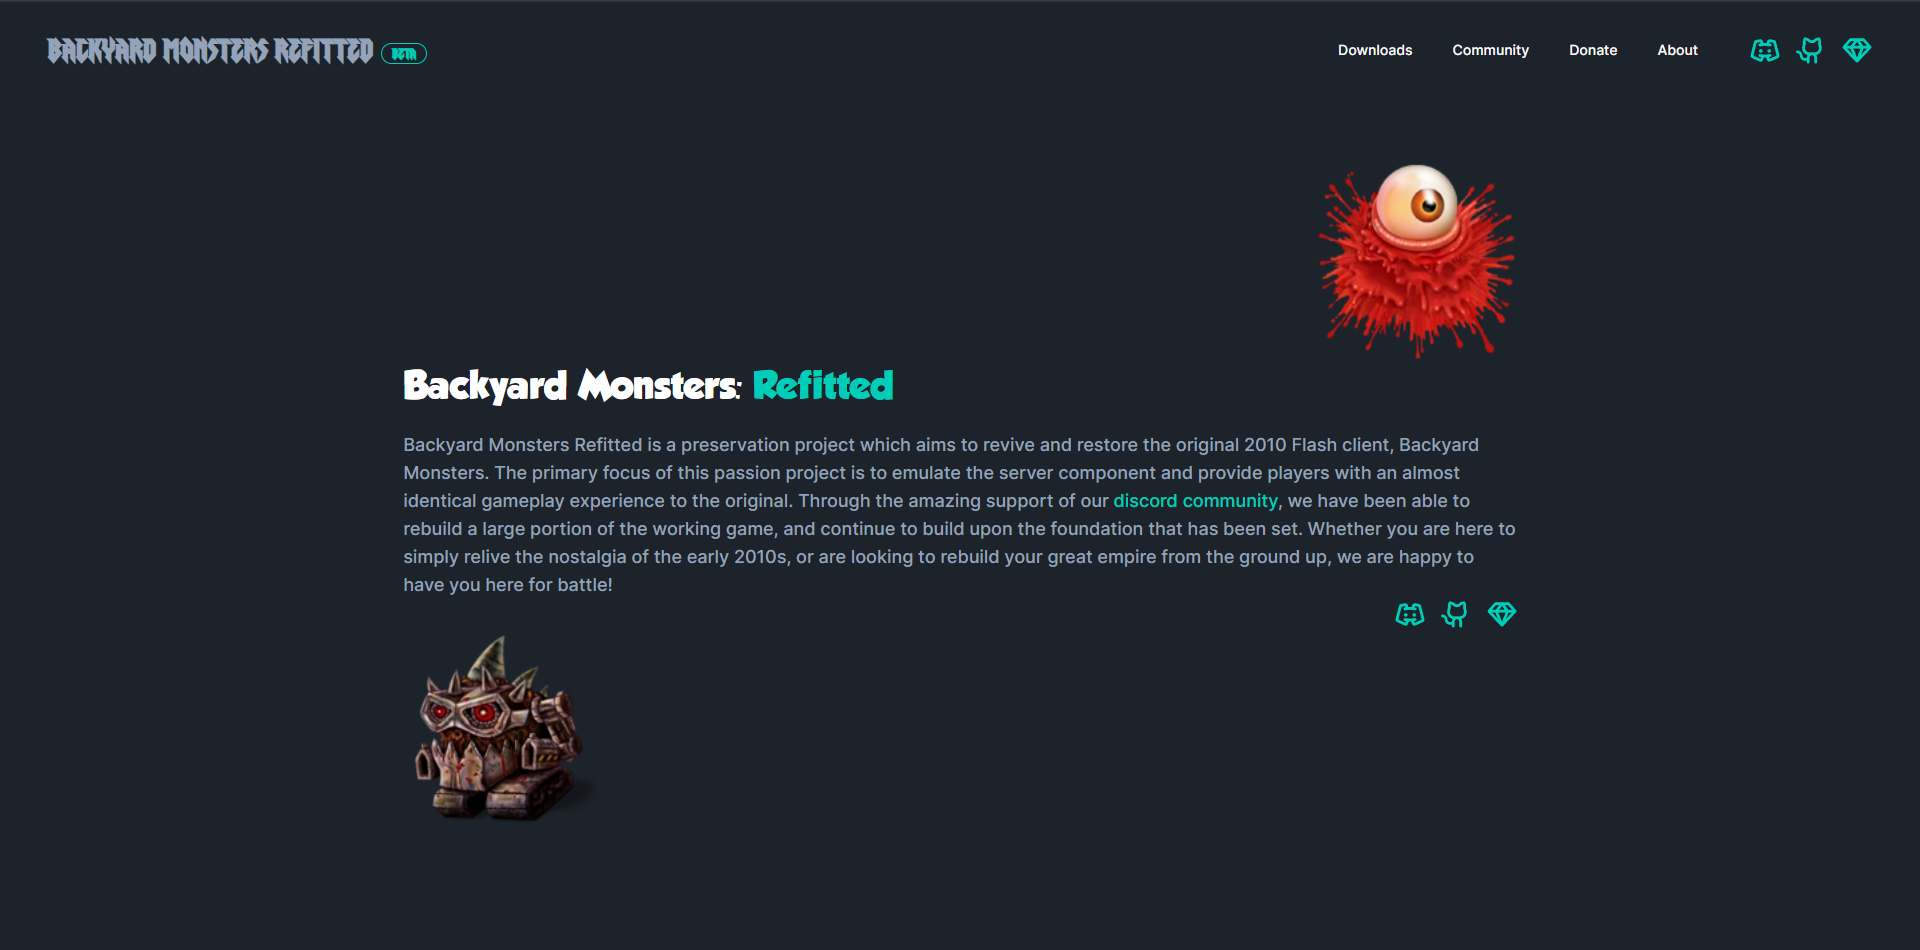 BACKYARD MONSTERS REFITTED BETA
Downloads Community Donate About
Backyard Monsters: Refitted
Backyard Monsters Refitted is a preservation project which aims to revive and restore the original 2010 Flash client, Backyard
Monsters. The primary focus of this passion project is to emulate the server component and provide players with an almost
identical gameplay experience to the original. Through the amazing support of our discord community, we have been able to
rebuild a large portion of the working game, and continue to build upon the foundation that has been set. Whether you are here to
simply relive the nostalgia of the early 2010s, or are looking to rebuild your great empire from the ground up, we are happy to
have you here for battle!